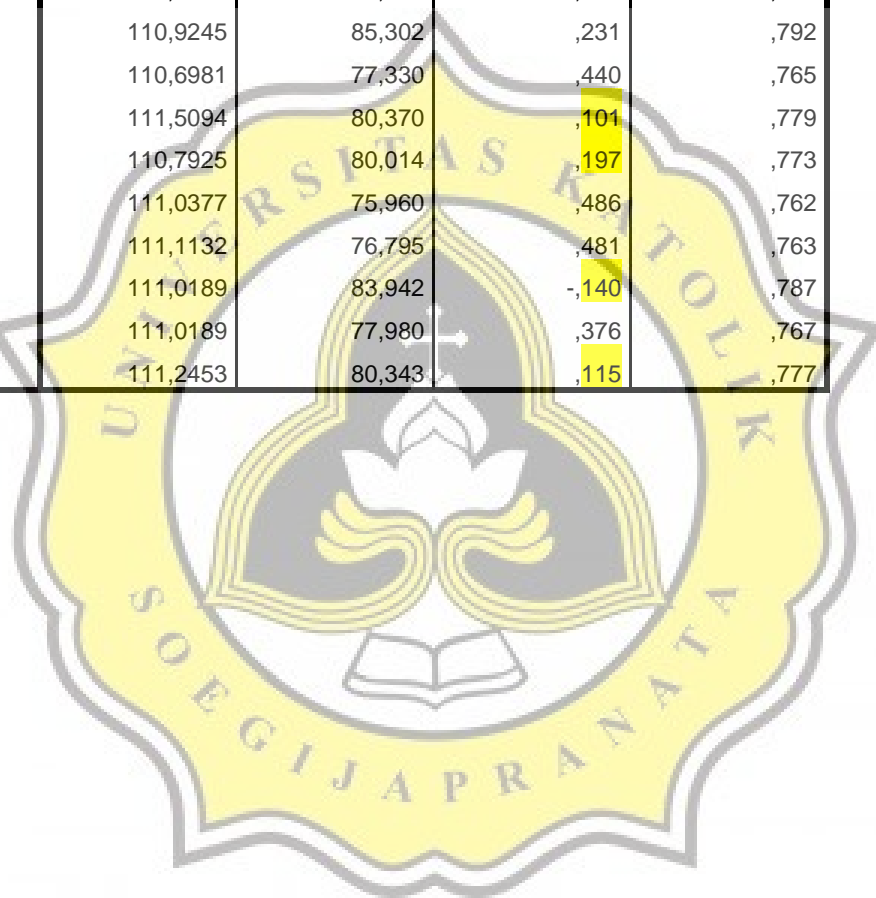 110,9245 85,302 ,231 ,792
110,6981 77,330 ,440 ,765
111,5094 80,370 ,101 ,779
110,7925 80,014 ,197 ,773
111,0377 75,960 ,486 ,762
111,1132 76,795 ,481 ,763
111,0189 83,942 -,140 ,787
111,0189 77,980 ,376 ,767
111,2453 80,343 ,115 ,777
UNIVERSITAS KATOLIK
SOEGIJAPRANATA